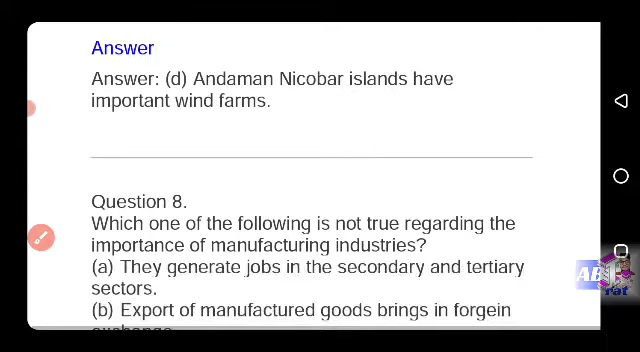 Answer
Answer: (d) Andaman Nicobar islands have
important wind farms.
Question 8.
Which one of the following is not true regarding the
importance of manufacturing industries?
(a) They generate jobs in the secondary and tertiary
sectors.
(b) Export of manufactured goods brings in forgein
exchange